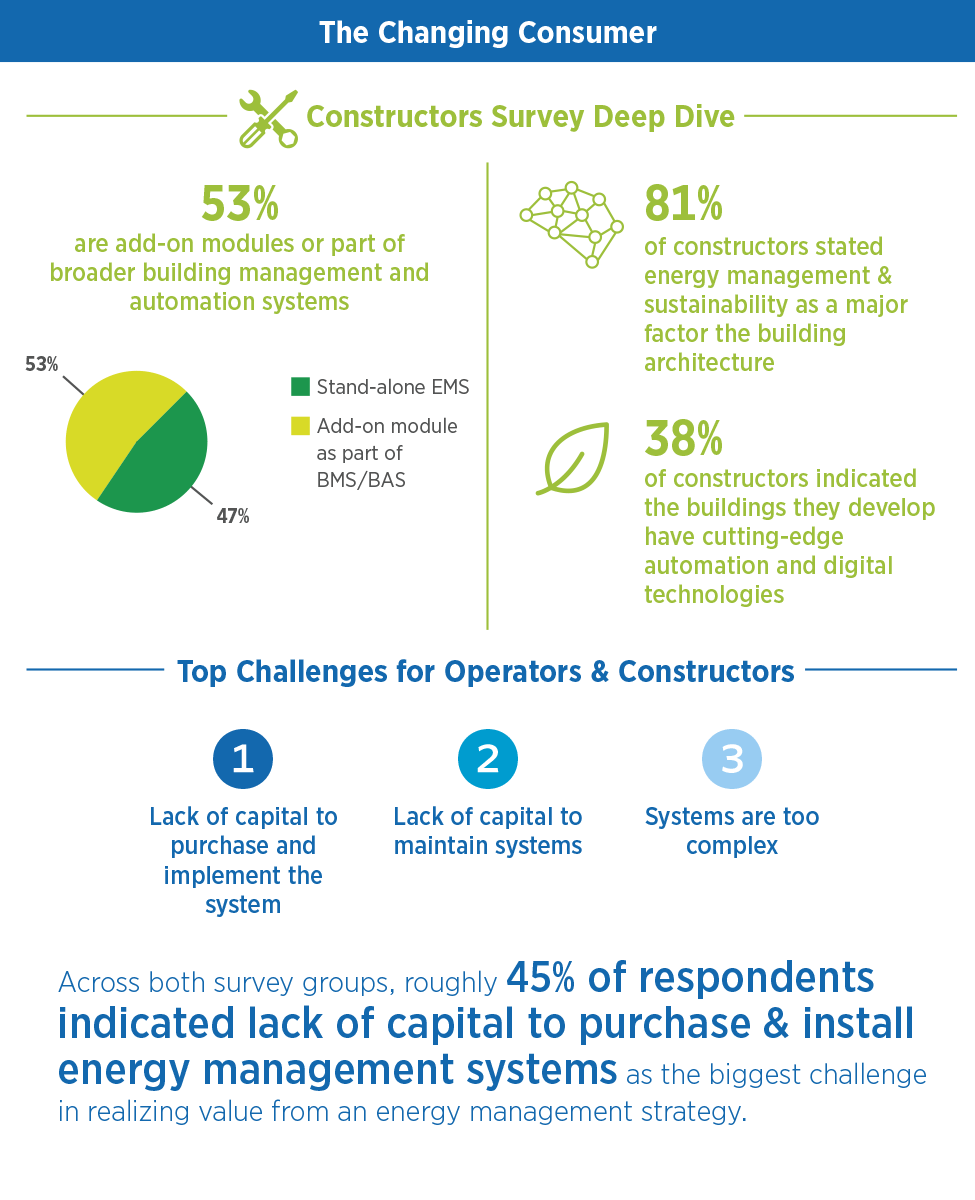 The Changing Consumer
Constructors Survey Deep Dive
53%
are add-on modules or part of
broader building management and
automation systems
53%
47%
Stand-alone EMS
Add-on module
as part of
BMS/BAS
81%
of constructors stated
energy management &
sustainability as a major
factor the building
architecture
38%
of constructors indicated
the buildings they develop
have cutting-edge
automation and digital
technologies
Top Challenges for Operators & Constructors
1
Lack of capital to
purchase and
implement the
system
2
Lack of capital to
maintain systems
3
Systems are too
complex
Across both survey groups, roughly 45% of respondents
indicated lack of capital to purchase & install
energy management systems as the biggest challenge
in realizing value from an energy management strategy.